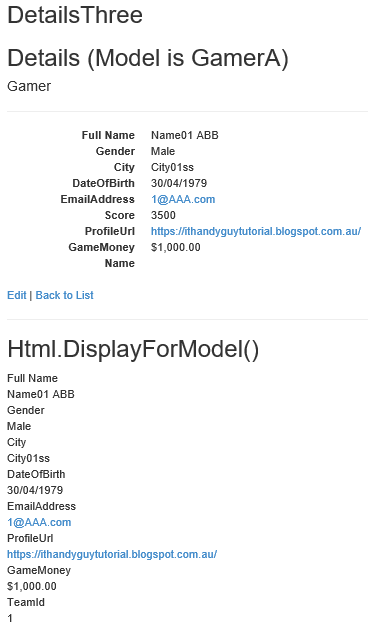 DetailsThree
Details (Model is GamerA)
Gamer
Full Name Name01 ABB
Gender Male
City City01ss
DateOfBirth 30/04/1979
EmailAddress 1@AAA.com
Score 3500
ProfileUrl https://ithandyguytutorial.blogspot.com.au/
GameMoney $1,000.00
Name
Edit | Back to List
Html.DisplayForModel()
Full Name
Name01 ABB
Gender
Male
City
City01ss
DateOfBirth
30/04/1979
EmailAddress
1@AAA.com
ProfileUrl
https://ithandyguytutorial.blogspot.com.au/
GameMoney
$1,000.00
TeamId
1